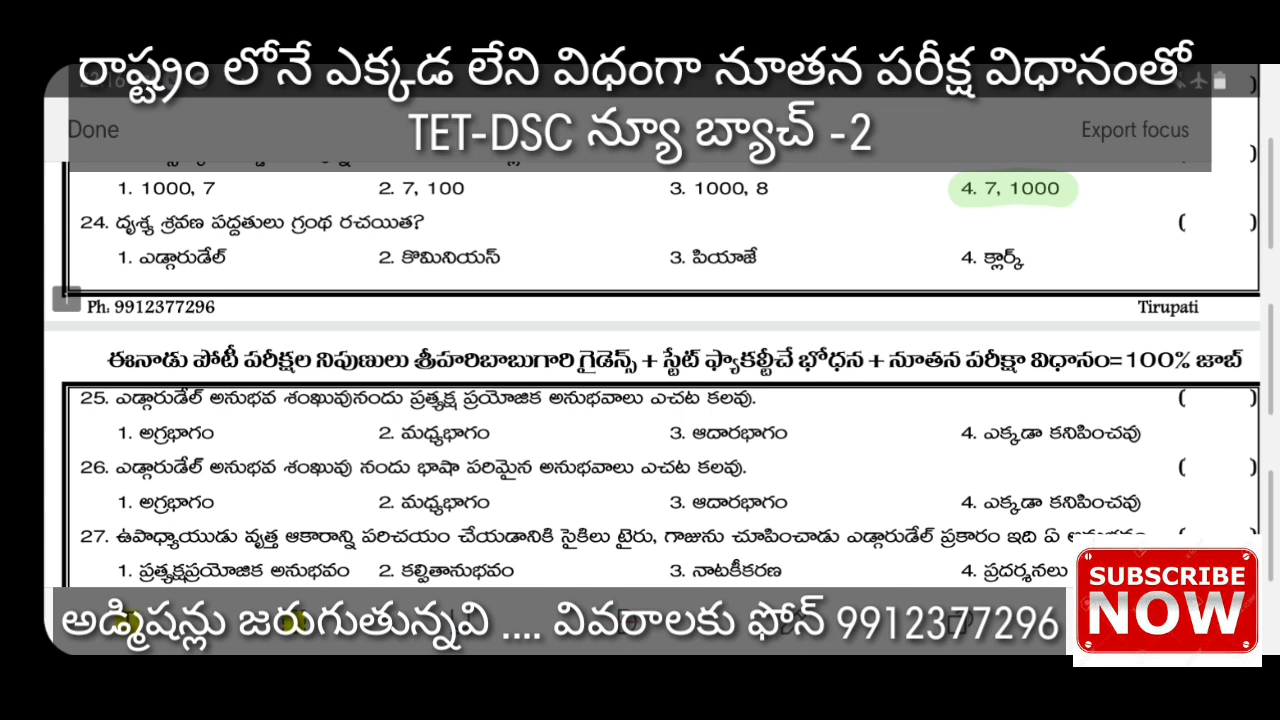 రాష్ట్రం లోనే ఎక్కడ లేని విధంగా నూతన పరీక్ష విధానంతో
TET-DSC న్యూ బ్యాచ్ -2
Done
Export focus
1. 1000, 7 2. 7, 100 3. 1000, 8 4. 7, 1000
24. దృశ్య శ్రవణ పద్ధతులు గ్రంథ రచయిత? ( )
1. ఎడ్గారుడేల్ 2. కొమినియస్ 3. పియాజే 4. క్లార్క్
Ph: 9912377296 Tirupati
ఈనాడు పోటీ పరీక్షల నిపుణులు శ్రీహరిబాబుగారి గైడెన్స్ + స్టేట్ ఫ్యాకల్టీచే భోధన + నూతన పరీక్షా విధానం= 100% జాబ్
25. ఎడ్గారుడేల్ అనుభవ శంఖువునందు ప్రత్యక్ష ప్రయోజిక అనుభవాలు ఎచట కలవు. ( )
1. అగ్రభాగం 2. మధ్యభాగం 3. ఆదారభాగం 4. ఎక్కడా కనిపించవు
26. ఎడ్గారుడేల్ అనుభవ శంఖువు నందు భాషా పరిమైన అనుభవాలు ఎచట కలవు. ( )
1. అగ్రభాగం 2. మధ్యభాగం 3. ఆదారభాగం 4. ఎక్కడా కనిపించవు
27. ఉపాధ్యాయుడు వృత్త ఆకారాన్ని పరిచయం చేయడానికి సైకిలు టైరు, గాజును చూపించాడు ఎడ్గారుడేల్ ప్రకారం ఇది ఏ
1. ప్రత్యక్షప్రయోజిక అనుభవం 2. కల్పితానుభవం 3. నాటకీకరణ 4. ప్రదర్శనలు
SUBSCRIBE
NOW
అడ్మిషన్లు జరుగుతున్నవి .... వివరాలకు ఫోన్ 9912377296